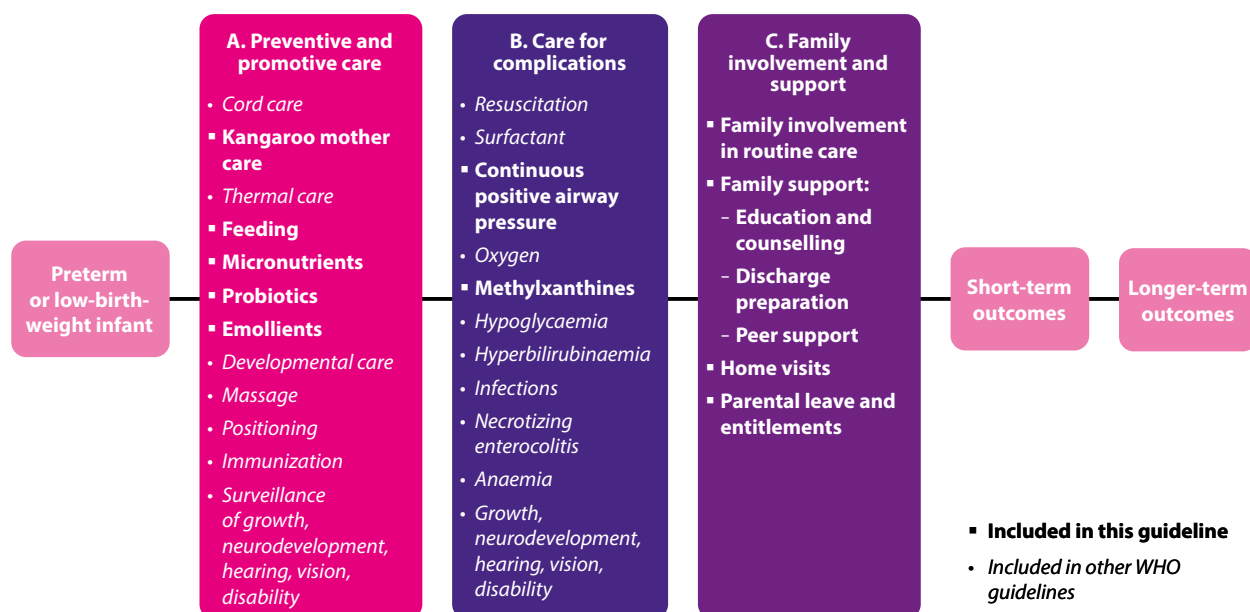 Preterm
or low-birth-
weight infant
A. Preventive and
promotive care
• Cord care
▪ Kangaroo mother
care
• Thermal care
▪ Feeding
▪ Micronutrients
▪ Probiotics
▪ Emollients
• Developmental care
• Massage
• Positioning
• Immunization
• Surveillance
of growth,
neurodevelopment,
hearing, vision,
disability
B. Care for
complications
• Resuscitation
• Surfactant
▪ Continuous
positive airway
pressure
• Oxygen
▪ Methylxanthines
• Hypoglycaemia
• Hyperbilirubinaemia
• Infections
• Necrotizing
enterocolitis
• Anaemia
• Growth,
neurodevelopment,
hearing, vision,
disability
C. Family
involvement and
support
▪ Family involvement
in routine care
▪ Family support:
– Education and
counselling
– Discharge
preparation
– Peer support
▪ Home visits
▪ Parental leave and
entitlements
Short-term
outcomes
Longer-term
outcomes
▪ Included in this guideline
• Included in other WHO
guidelines